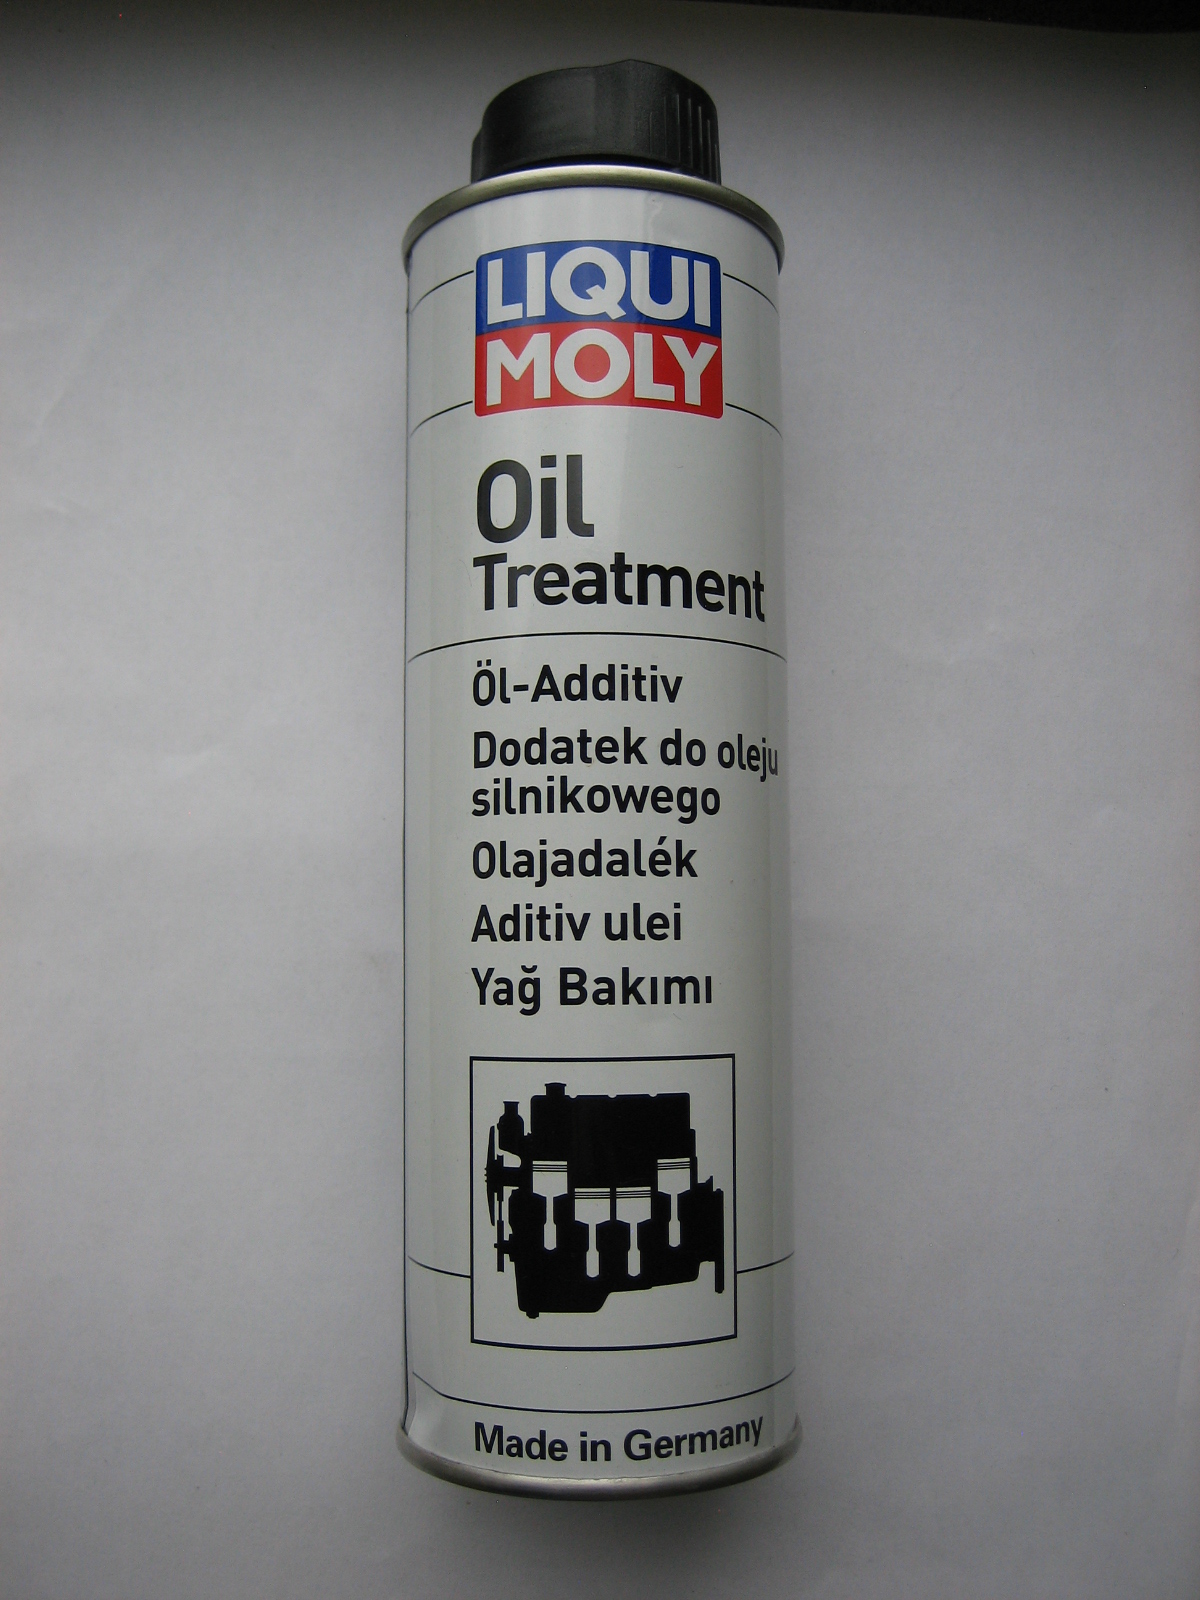 LIQUI
MOLY
Oil
Treatment
Öl-Additiv
Dodatek do oleju
silnikowego
Olajadalék
Aditiv ulei
Yağ Bakımı
Made in Germany